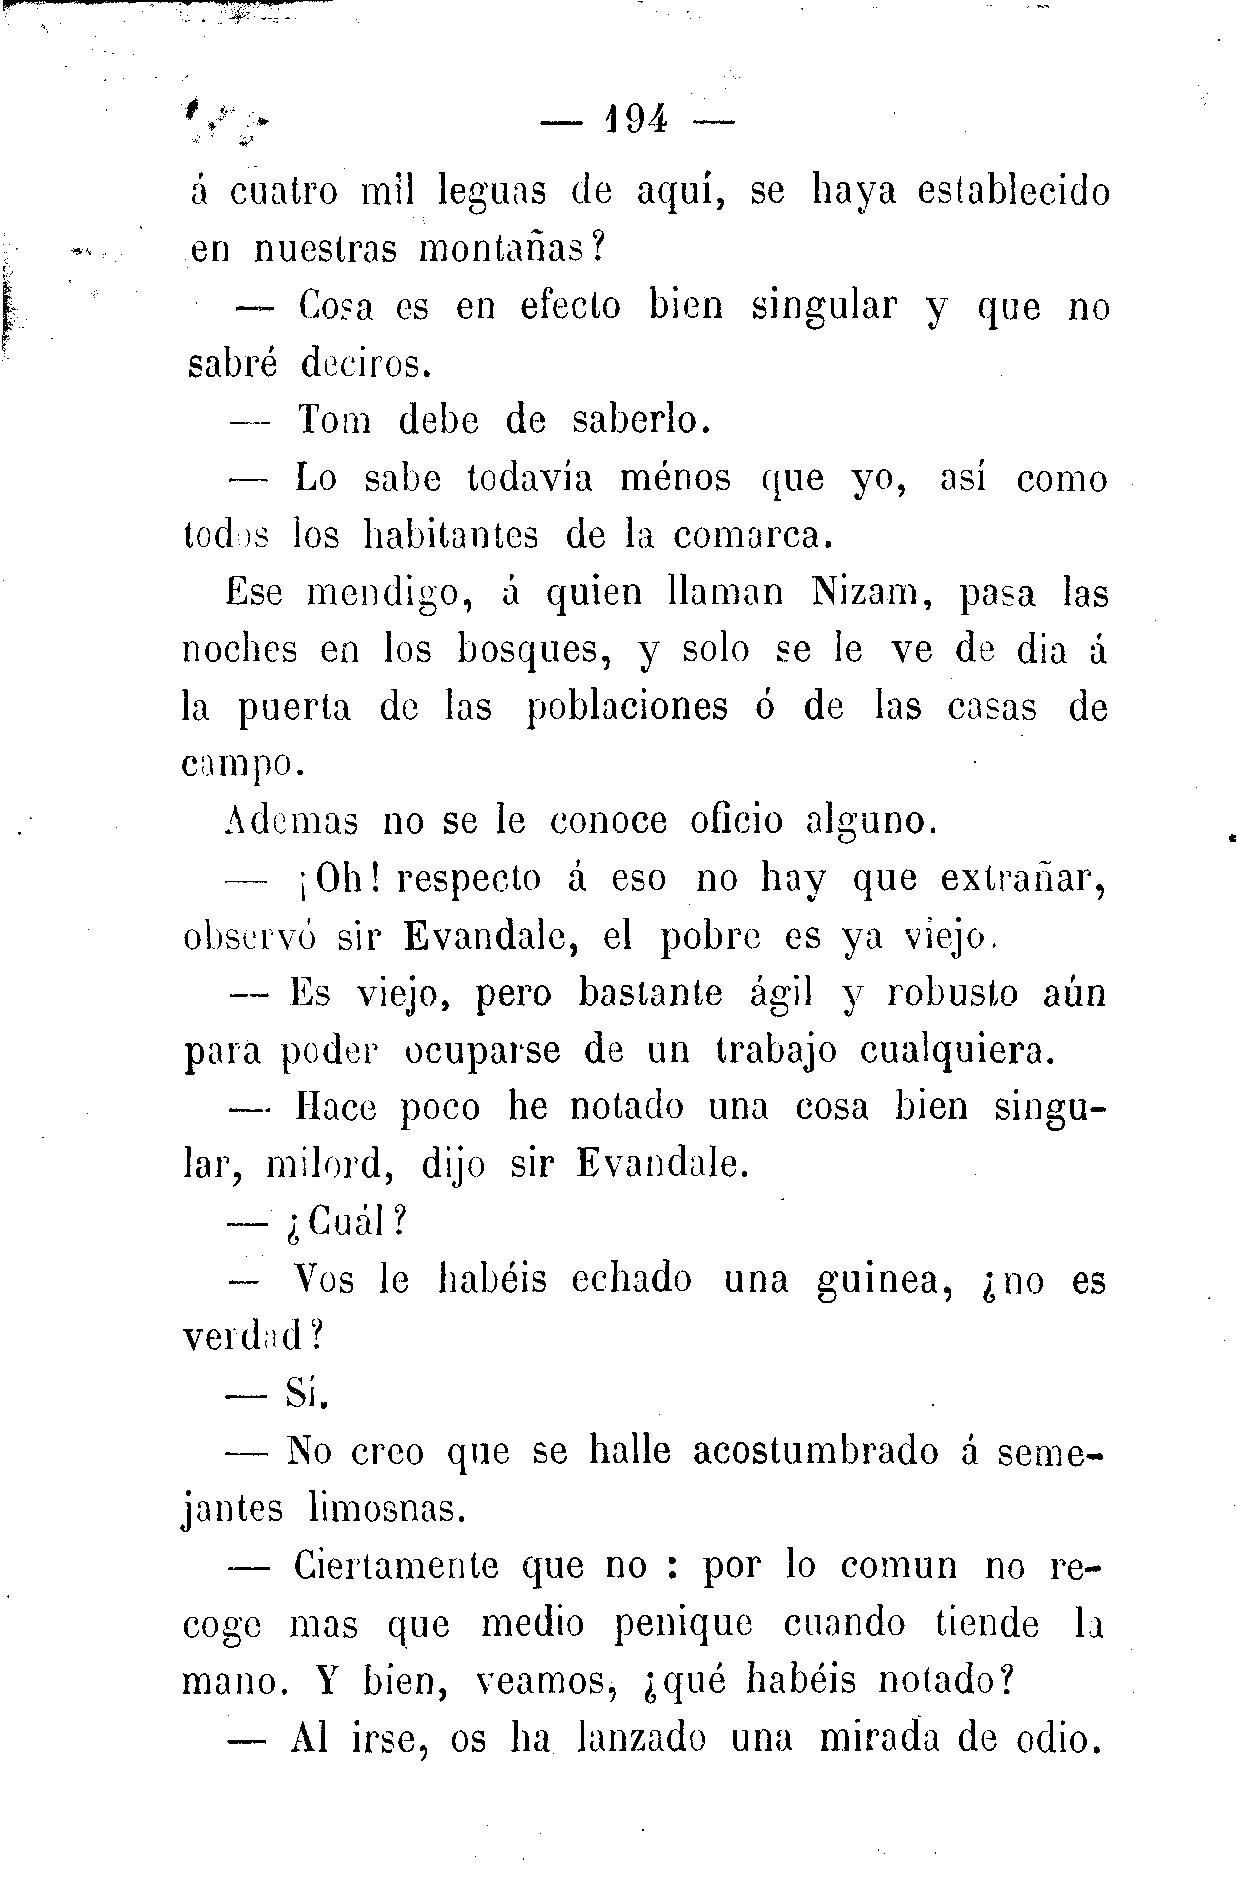 — 194 —
á cuatro mil leguas de aquí, se haya establecido
en nuestras montañas?
— Cosa es en efecto bien singular y que no
sabré deciros.
— Tom debe de saberlo.
— Lo sabe todavía ménos que yo, así como
todos los habitantes de la comarca.
Ese mendigo, á quien llaman Nizam, pasa las
noches en los bosques, y solo se le ve de dia á
la puerta de las poblaciones ó de las casas de
campo.
Ademas no se le conoce oficio alguno.
— ¡Oh! respecto á eso no hay que extrañar,
observó sir Evandale, el pobre es ya viejo.
— Es viejo, pero bastante ágil y robusto aún
para poder ocuparse de un trabajo cualquiera.
— Hace poco he notado una cosa bien singu-
lar, milord, dijo sir Evandale.
— ¿Cuál?
— Vos le habéis echado una guinea, ¿no es
verdad?
— Sí.
— No creo que se halle acostumbrado á seme-
jantes limosnas.
— Ciertamente que no : por lo comun no re-
coge mas que medio penique cuando tiende la
mano. Y bien, veamos, ¿qué habéis notado?
— Al irse, os ha lanzado una mirada de odio.